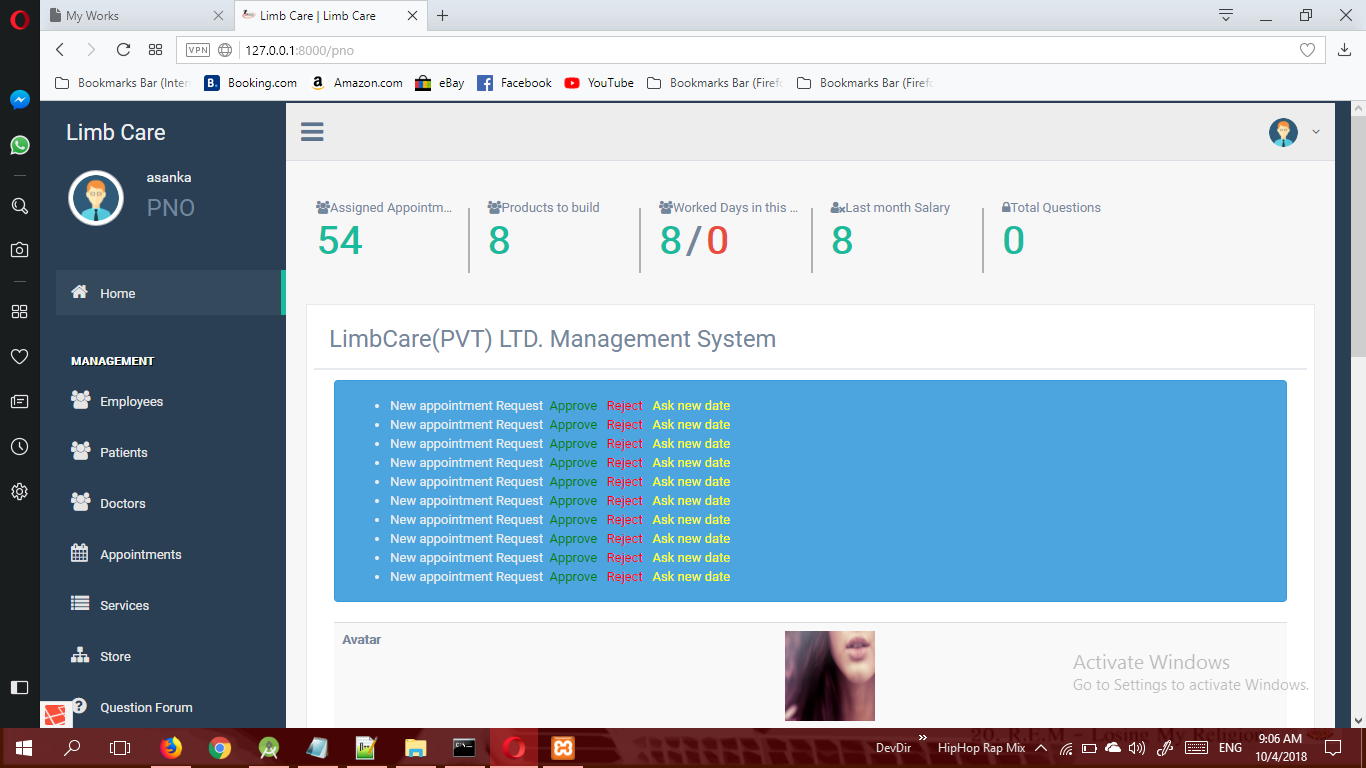 My Works
Limb Care | Limb Care
VPN
127.0.0.1:8000/pno
Bookmarks Bar (Inter
B. Booking.com
a Amazon.com
eBay
Facebook
YouTube
Bookmarks Bar (Firef
Bookmarks Bar (Firef
Limb Care
asanka
PNO
Home
MANAGEMENT
Employees
Patients
Doctors
Appointments
Services
Store
Question Forum
Assigned Appointm...
54
Products to build
8
Worked Days in this ...
8/0
Last month Salary
8
Total Questions
0
LimbCare(PVT) LTD. Management System
New appointment Request Approve Reject Ask new date
New appointment Request Approve Reject Ask new date
New appointment Request Approve Reject Ask new date
New appointment Request Approve Reject Ask new date
New appointment Request Approve Reject Ask new date
New appointment Request Approve Reject Ask new date
New appointment Request Approve Reject Ask new date
New appointment Request Approve Reject Ask new date
New appointment Request Approve Reject Ask new date
New appointment Request Approve Reject Ask new date
Avatar
Activate Windows
Go to Settings to activate Windows.
20. R.E.M - Losing My Religion
DevDir
HipHop Rap Mix
ENG
9:06 AM
10/4/2018